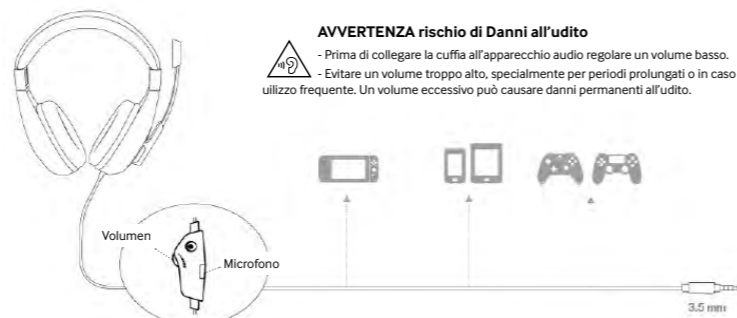 AVVERTENZA rischio di Danni all'udito
- Prima di collegare la cuffia all'apparecchio audio regolare un volume basso.
- Evitare un volume troppo alto, specialmente per periodi prolungati o in caso
uilizzo frequente. Un volume eccessivo può causare danni permanenti all'udito.
Volumen
Microfono
3.5 mm